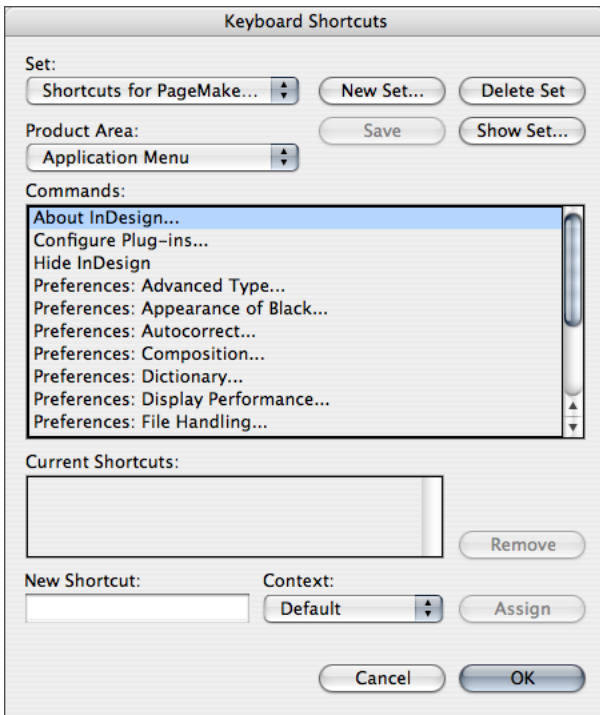 Keyboard Shortcuts
Set:
Shortcuts for PageMake... New Set... Delete Set
Product Area: Save Show Set...
Application Menu
Commands:
About InDesign...
Configure Plug-ins...
Hide InDesign
Preferences: Advanced Type...
Preferences: Appearance of Black...
Preferences: Autocorrect...
Preferences: Composition...
Preferences: Dictionary...
Preferences: Display Performance...
Preferences: File Handling...
Current Shortcuts:
Remove
New Shortcut: Context:
Default Assign
Cancel OK